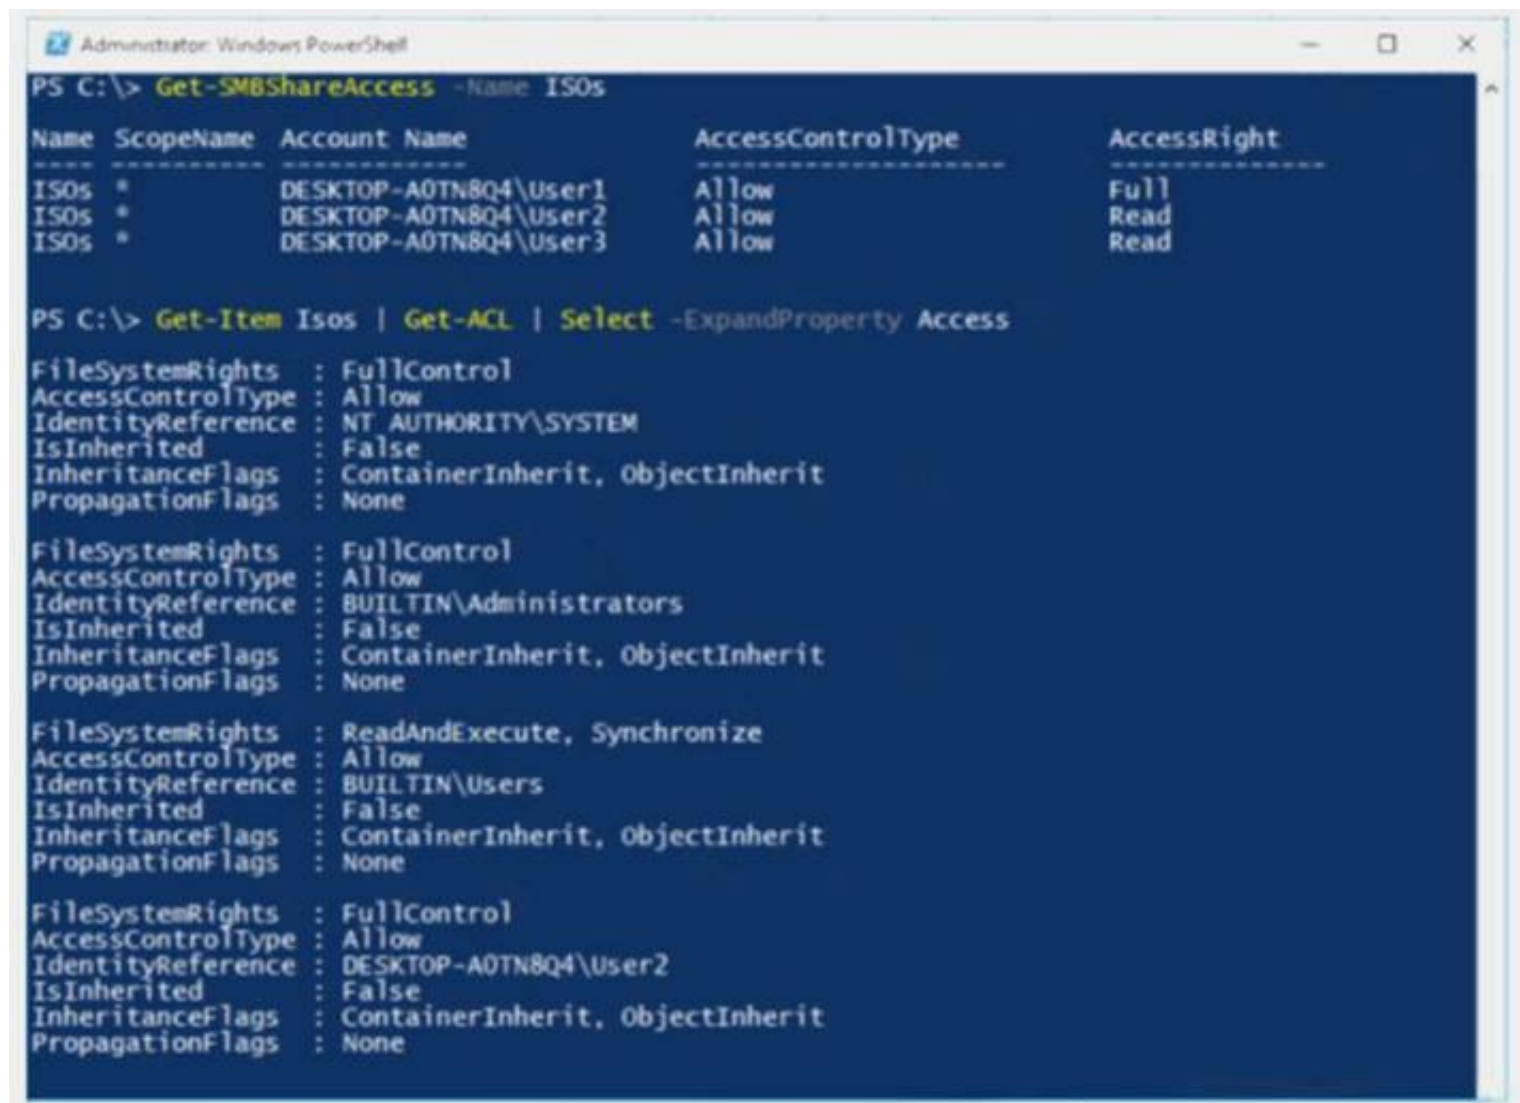 Administrator: Windows PowerShell
PS C:\> Get-SMBShareAccess -Name ISOs
Name ScopeName Account Name AccessControlType AccessRight
---- --------- ------------ ----------------- -----------
ISOs * DESKTOP-A0TN8Q4\User1 Allow Full
ISOs * DESKTOP-A0TN8Q4\User2 Allow Read
ISOs * DESKTOP-A0TN8Q4\User3 Allow Read
PS C:\> Get-Item Isos | Get-ACL | Select -ExpandProperty Access
FileSystemRights : FullControl
AccessControlType : Allow
IdentityReference : NT AUTHORITY\SYSTEM
IsInherited : False
InheritanceFlags : ContainerInherit, ObjectInherit
PropagationFlags : None
FileSystemRights : FullControl
AccessControlType : Allow
IdentityReference : BUILTIN\Administrators
IsInherited : False
InheritanceFlags : ContainerInherit, ObjectInherit
PropagationFlags : None
FileSystemRights : ReadAndExecute, Synchronize
AccessControlType : Allow
IdentityReference : BUILTIN\Users
IsInherited : False
InheritanceFlags : ContainerInherit, ObjectInherit
PropagationFlags : None
FileSystemRights : FullControl
AccessControlType : Allow
IdentityReference : DESKTOP-A0TN8Q4\User2
IsInherited : False
InheritanceFlags : ContainerInherit, ObjectInherit
PropagationFlags : None